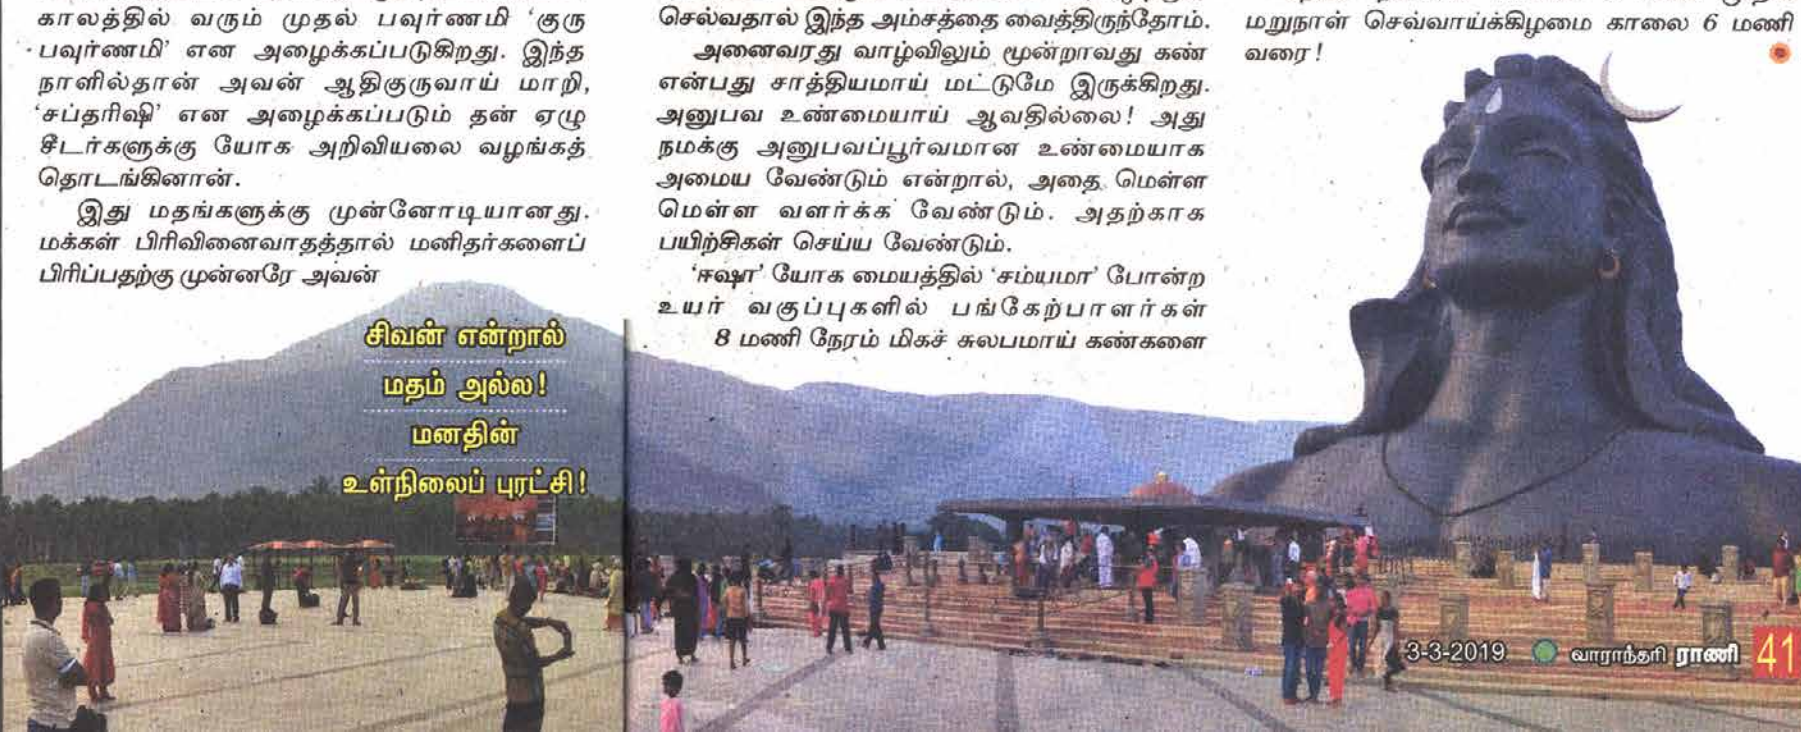 காலத்தில் வரும் முதல் பவுர்ணமி ‘குரு
பவுர்ணமி’ என அழைக்கப்படுகிறது. இந்த
நாளில்தான் அவன் ஆதிகுருவாய் மாறி,
‘சப்தரிஷி’ என அழைக்கப்படும் தன் ஏழு
சீடர்களுக்கு யோக அறிவியலை வழங்கத்
தொடங்கினான்.
இது மதங்களுக்கு முன்னோடியானது.
மக்கள் பிரிவினைவாதத்தால் மனிதர்களைப்
பிரிப்பதற்கு முன்னரே அவன்
சிவன் என்றால்
மதம் அல்ல!
மனதின்
உள்நிலைப் புரட்சி!
செல்வதால் இந்த அம்சத்தை வைத்திருந்தோம்.
அனைவரது வாழ்விலும் மூன்றாவது கண்
என்பது சாத்தியமாய் மட்டுமே இருக்கிறது.
அனுபவ உண்மையாய் ஆவதில்லை! அது
நமக்கு அனுபவப்பூர்வமான உண்மையாக
அமைய வேண்டும் என்றால், அதை மெள்ள
மெள்ள வளர்க்க வேண்டும். அதற்காக
பயிற்சிகள் செய்ய வேண்டும்.
‘ஈஷா’ யோக மையத்தில் ‘சம்யமா’ போன்ற
உயர் வகுப்புகளில் பங்கேற்பாளர்கள்
8 மணி நேரம் மிகச் சுலபமாய் கண்களை
மறுநாள் செவ்வாய்க்கிழமை காலை 6 மணி
வரை!
3-3-2019 வாராந்தரி ராணி 41